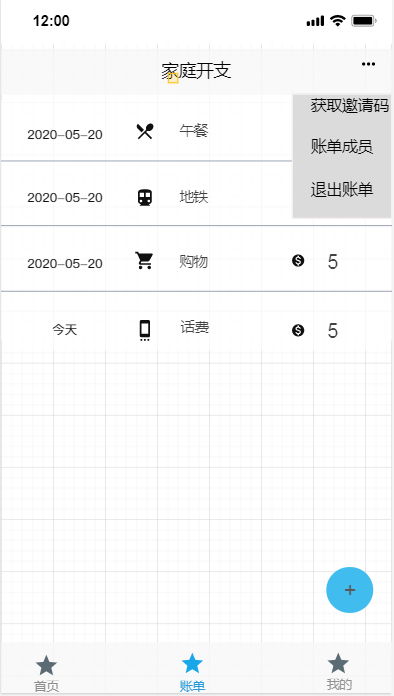 12:00
家庭开支
获取邀请码
账单成员
退出账单
2020-05-20 午餐
2020-05-20 地铁
2020-05-20 购物 5
今天 话费 5
+
首页 账单 我的